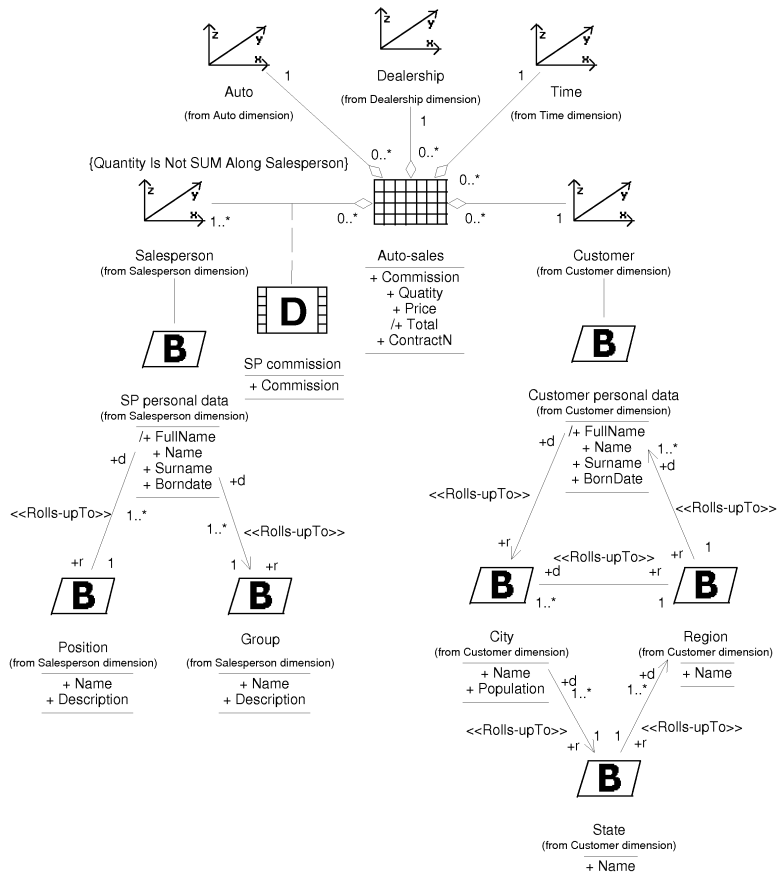 z y x
z y x
z y x
Auto
(from Auto dimension)
1
Dealership
(from Dealership dimension)
1
1
Time
(from Time dimension)
0..*
0..*
0..*
{Quantity Is Not SUM Along Salesperson}
z y x
1..*
0..*
0..*
1
z y x
Salesperson
(from Salesperson dimension)
Auto-sales
+ Commission
+ Quatity
+ Price
/+ Total
+ ContractN
Customer
(from Customer dimension)
D
SP commission
+ Commission
B
B
SP personal data
(from Salesperson dimension)
/+ FullName
+ Name
+ Surname
+ Borndate
Customer personal data
(from Customer dimension)
/+ FullName
+ Name
+ Surname
+ BornDate
+d
+d
<<Rolls-upTo>>
1..*
1..*
<<Rolls-upTo>>
+r
1
1
+r
+d
1..*
+d
<<Rolls-upTo>>
<<Rolls-upTo>>
+r
<<Rolls-upTo>>
+r
1
+d
+r
1..*
1
B
B
B
B
Position
(from Salesperson dimension)
+ Name
+ Description
Group
(from Salesperson dimension)
+ Name
+ Description
City
(from Customer dimension)
+ Name
+ Population
Region
(from Customer dimension)
+ Name
+d
1..*
+d
1..*
<<Rolls-upTo>>
<<Rolls-upTo>>
+r
1
1
+r
B
State
(from Customer dimension)
+ Name